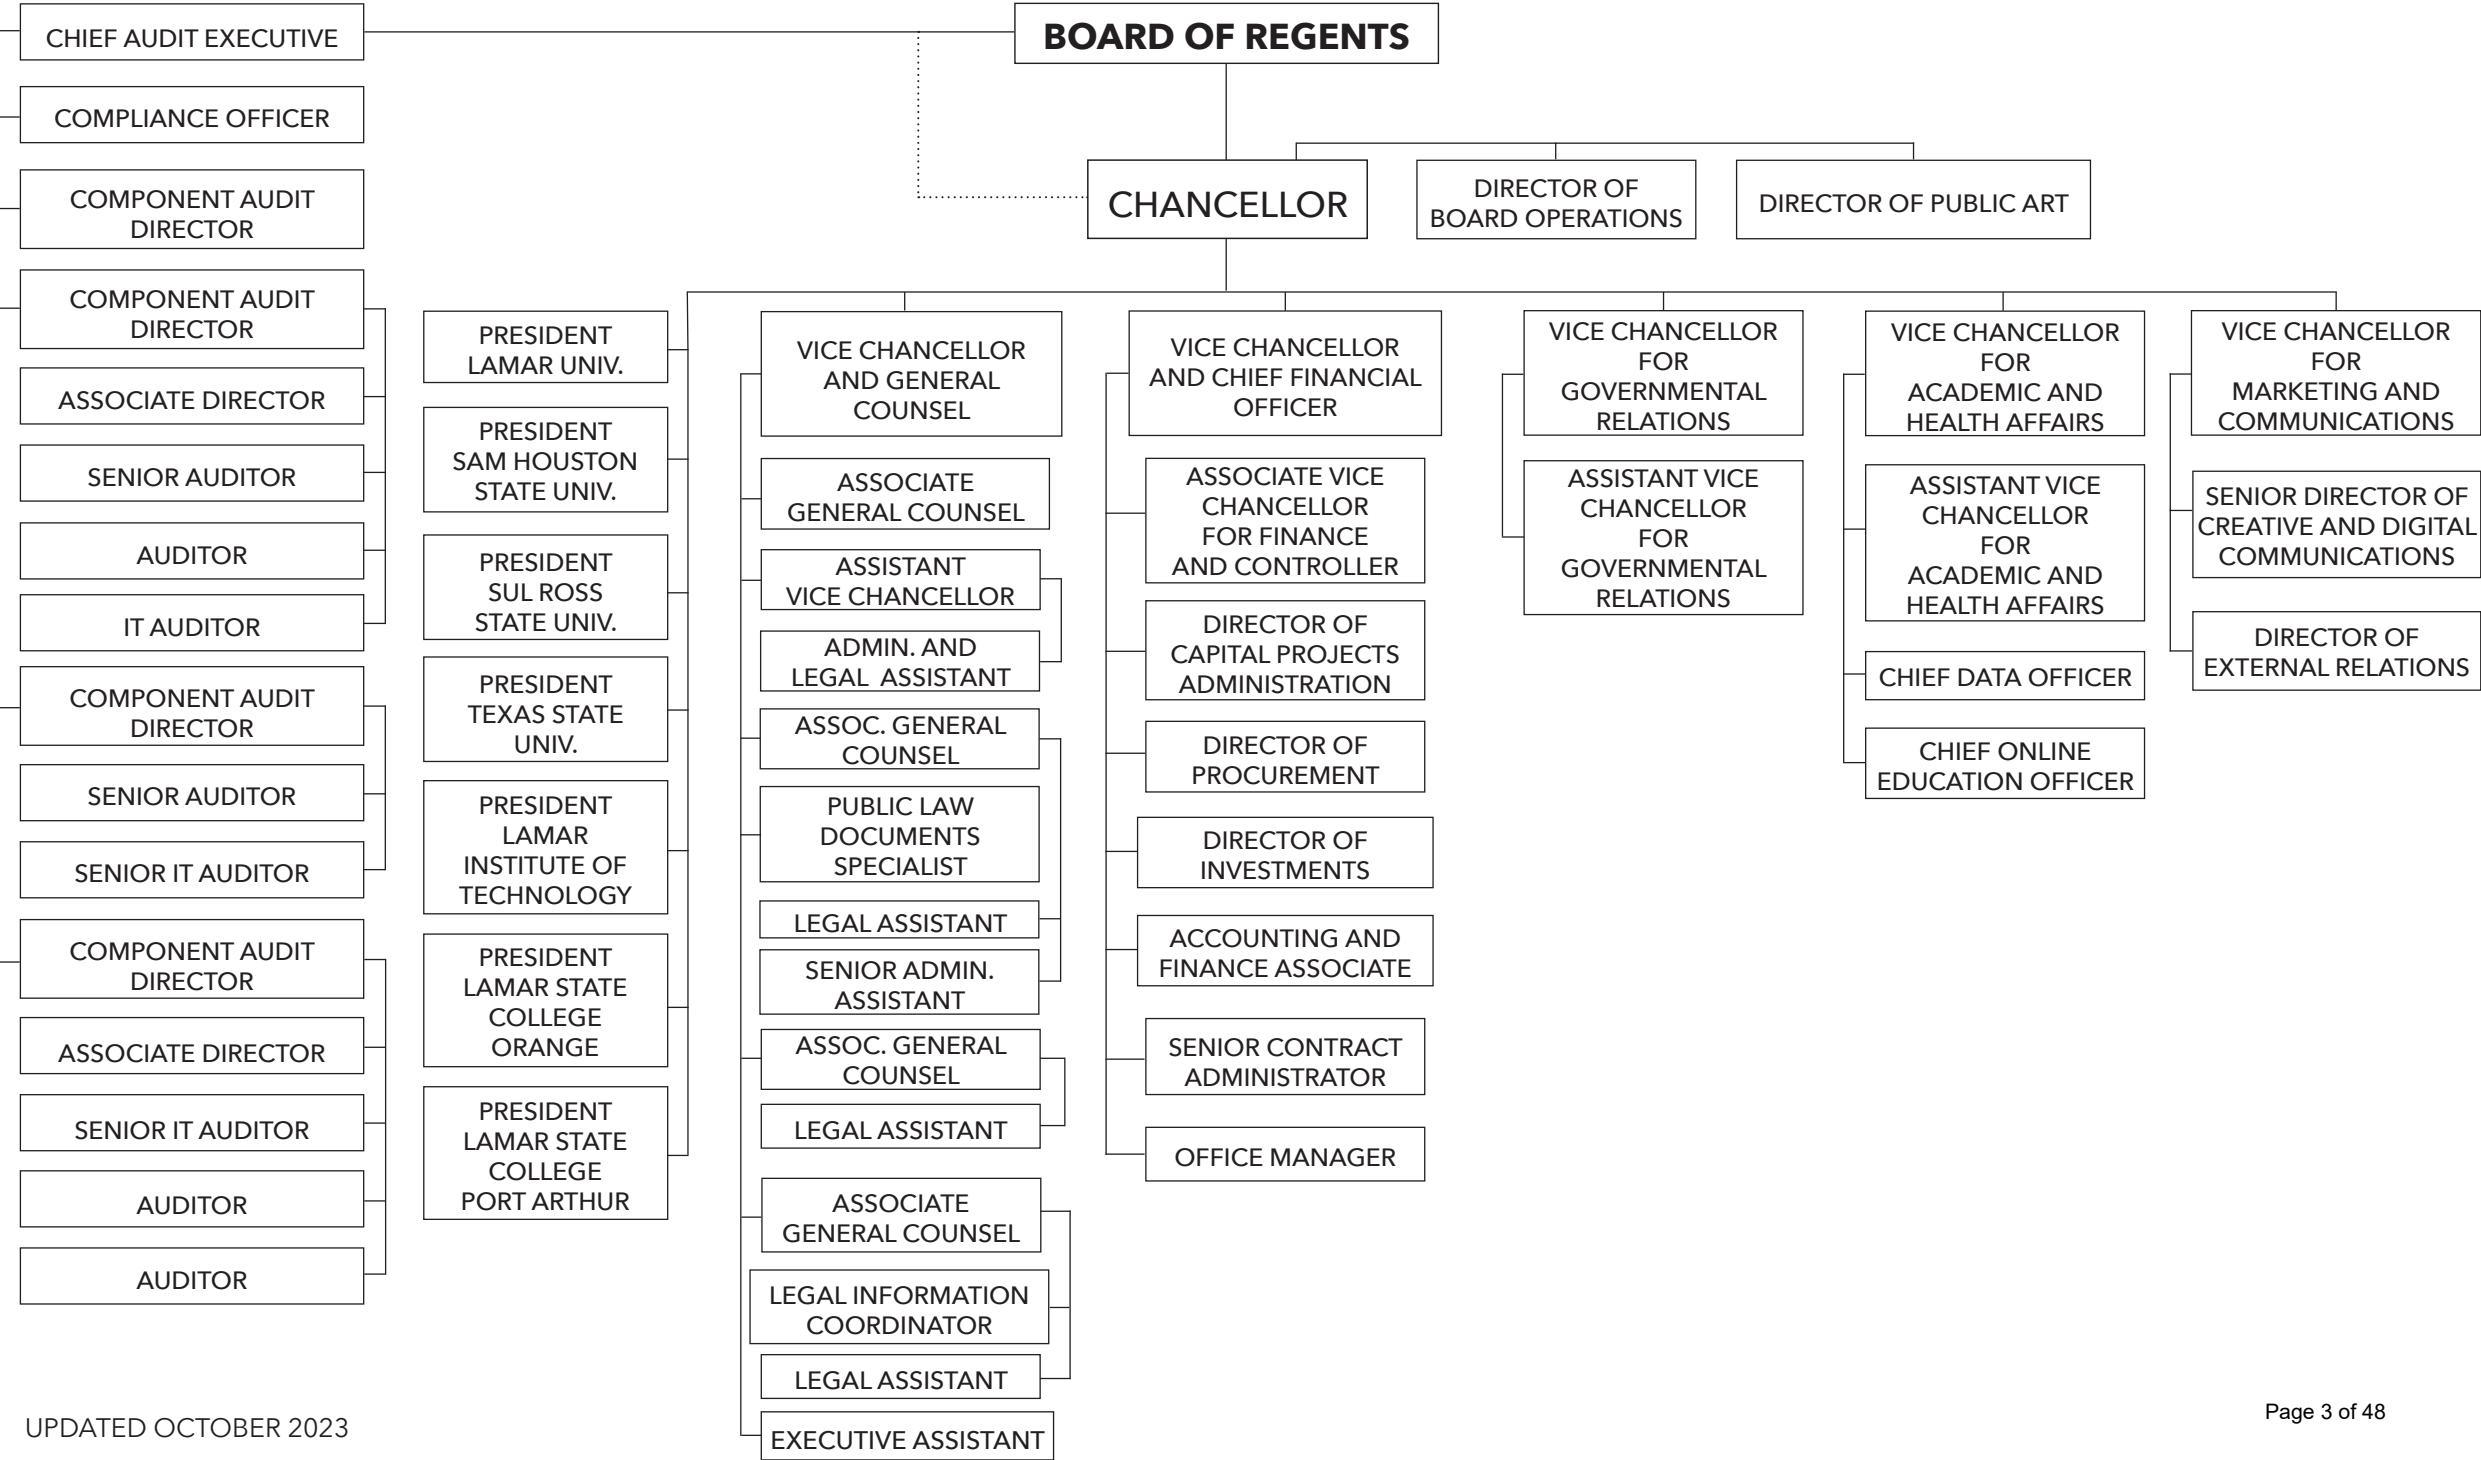 CHIEF AUDIT EXECUTIVE
BOARD OF REGENTS
COMPLIANCE OFFICER
COMPONENT AUDIT
DIRECTOR
CHANCELLOR
DIRECTOR OF
BOARD OPERATIONS
DIRECTOR OF PUBLIC ART
COMPONENT AUDIT
DIRECTOR
ASSOCIATE DIRECTOR
SENIOR AUDITOR
AUDITOR
IT AUDITOR
COMPONENT AUDIT
DIRECTOR
SENIOR AUDITOR
SENIOR IT AUDITOR
COMPONENT AUDIT
DIRECTOR
ASSOCIATE DIRECTOR
SENIOR IT AUDITOR
AUDITOR
AUDITOR
PRESIDENT
LAMAR UNIV.
PRESIDENT
SAM HOUSTON
STATE UNIV.
PRESIDENT
SUL ROSS
STATE UNIV.
PRESIDENT
TEXAS STATE
UNIV.
PRESIDENT
LAMAR
INSTITUTE OF
TECHNOLOGY
PRESIDENT
LAMAR STATE
COLLEGE
ORANGE
PRESIDENT
LAMAR STATE
COLLEGE
PORT ARTHUR
VICE CHANCELLOR
AND GENERAL
COUNSEL
ASSOCIATE
GENERAL COUNSEL
ASSISTANT
VICE CHANCELLOR
ADMIN. AND
LEGAL ASSISTANT
ASSOC. GENERAL
COUNSEL
PUBLIC LAW
DOCUMENTS
SPECIALIST
LEGAL ASSISTANT
SENIOR ADMIN.
ASSISTANT
ASSOC. GENERAL
COUNSEL
LEGAL ASSISTANT
ASSOCIATE
GENERAL COUNSEL
LEGAL INFORMATION
COORDINATOR
LEGAL ASSISTANT
EXECUTIVE ASSISTANT
VICE CHANCELLOR
AND CHIEF FINANCIAL
OFFICER
ASSOCIATE VICE
CHANCELLOR
FOR FINANCE
AND CONTROLLER
DIRECTOR OF
CAPITAL PROJECTS
ADMINISTRATION
DIRECTOR OF
PROCUREMENT
DIRECTOR OF
INVESTMENTS
ACCOUNTING AND
FINANCE ASSOCIATE
SENIOR CONTRACT
ADMINISTRATOR
OFFICE MANAGER
VICE CHANCELLOR
FOR
GOVERNMENTAL
RELATIONS
ASSISTANT VICE
CHANCELLOR
FOR
GOVERNMENTAL
RELATIONS
VICE CHANCELLOR
FOR
ACADEMIC AND
HEALTH AFFAIRS
ASSISTANT VICE
CHANCELLOR
FOR
ACADEMIC AND
HEALTH AFFAIRS
CHIEF DATA OFFICER
CHIEF ONLINE
EDUCATION OFFICER
VICE CHANCELLOR
FOR
MARKETING AND
COMMUNICATIONS
SENIOR DIRECTOR OF
CREATIVE AND DIGITAL
COMMUNICATIONS
DIRECTOR OF
EXTERNAL RELATIONS
UPDATED OCTOBER 2023
Page 3 of 48